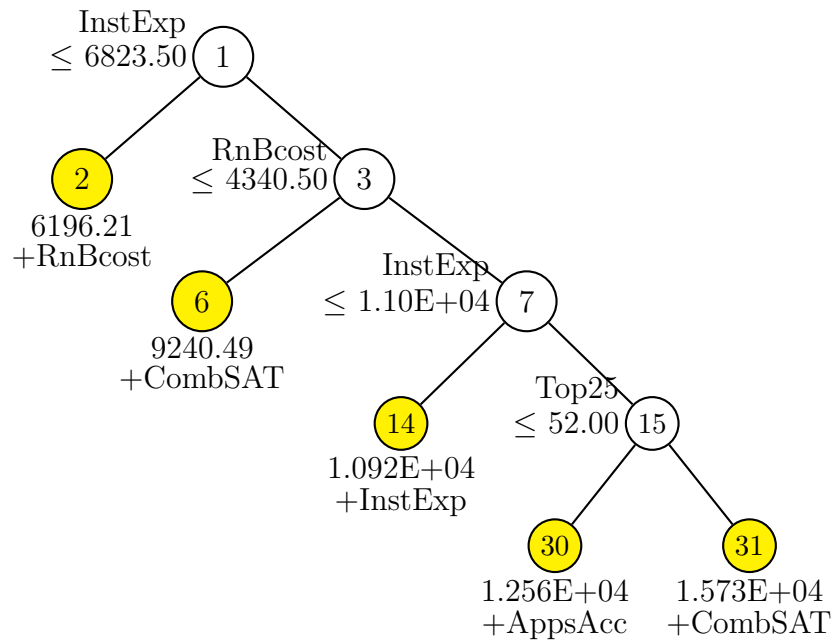 InstExp
≤ 6823.50
1
RnBcost
≤ 4340.50
3
2
6196.21
+RnBcost
InstExp
≤ 1.10E+04
7
6
9240.49
+CombSAT
Top25
≤ 52.00
15
14
1.092E+04
+InstExp
30
1.256E+04
+AppsAcc
31
1.573E+04
+CombSAT